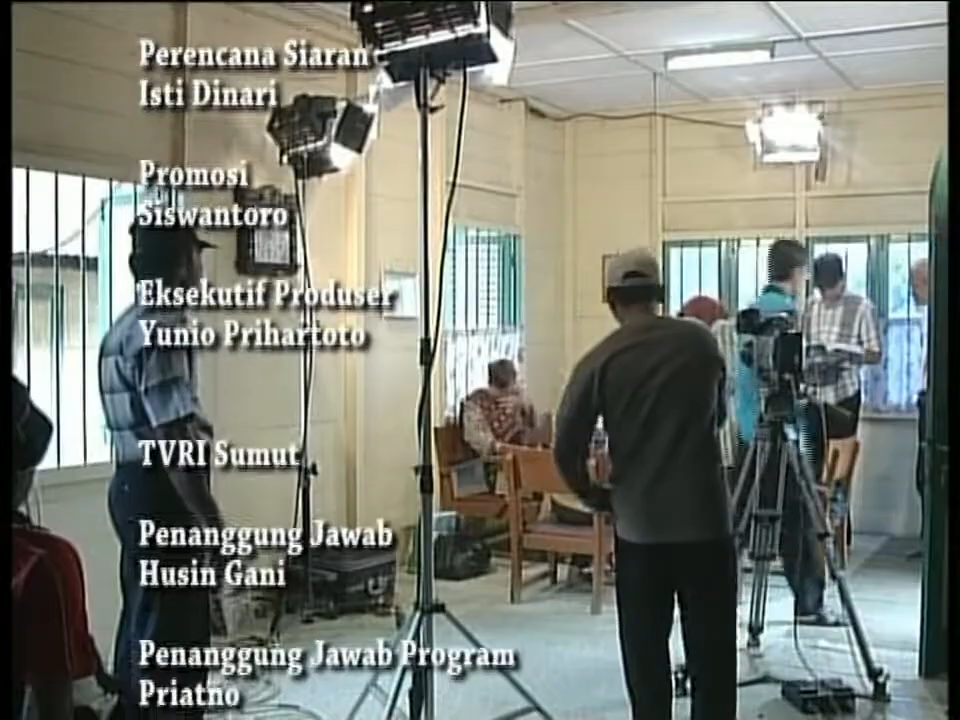 Perencana Siaran
Isti Dinari
Promosi
Siswantoro
Eksekutif Produser
Yunio Prihartoto
TVRI Sumut
Penanggung Jawab
Husin Gani
Penanggung Jawab Program
Priatno